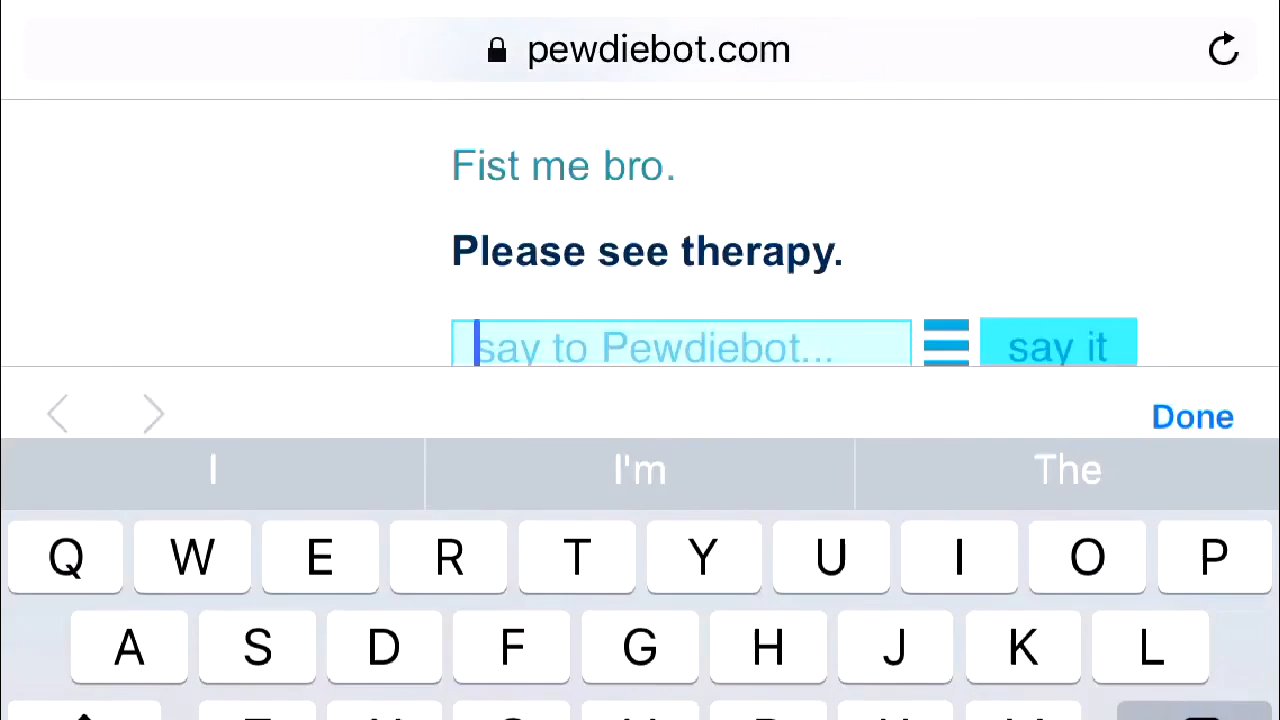 pewdiebot.com
Fist me bro.
Please see therapy.
say to Pewdiebot... say it
Done
I I'm The
Q W E R T Y U I O P
A S D F G H J K L